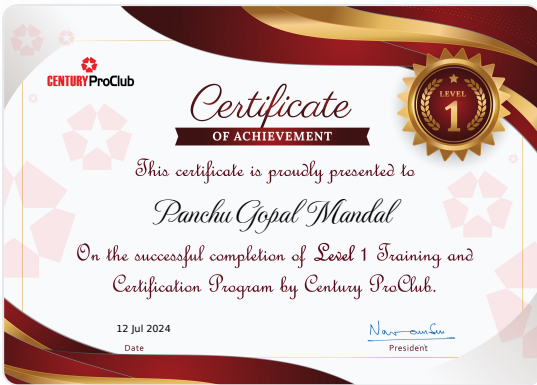 CENTURY ProClub
Certificate
OF ACHIEVEMENT
LEVEL
1
This certificate is proudly presented to
Panchu Gopal Mandal
On the successful completion of Level 1 Training and
Certification Program by Century ProClub.
12 Jul 2024
Date
President